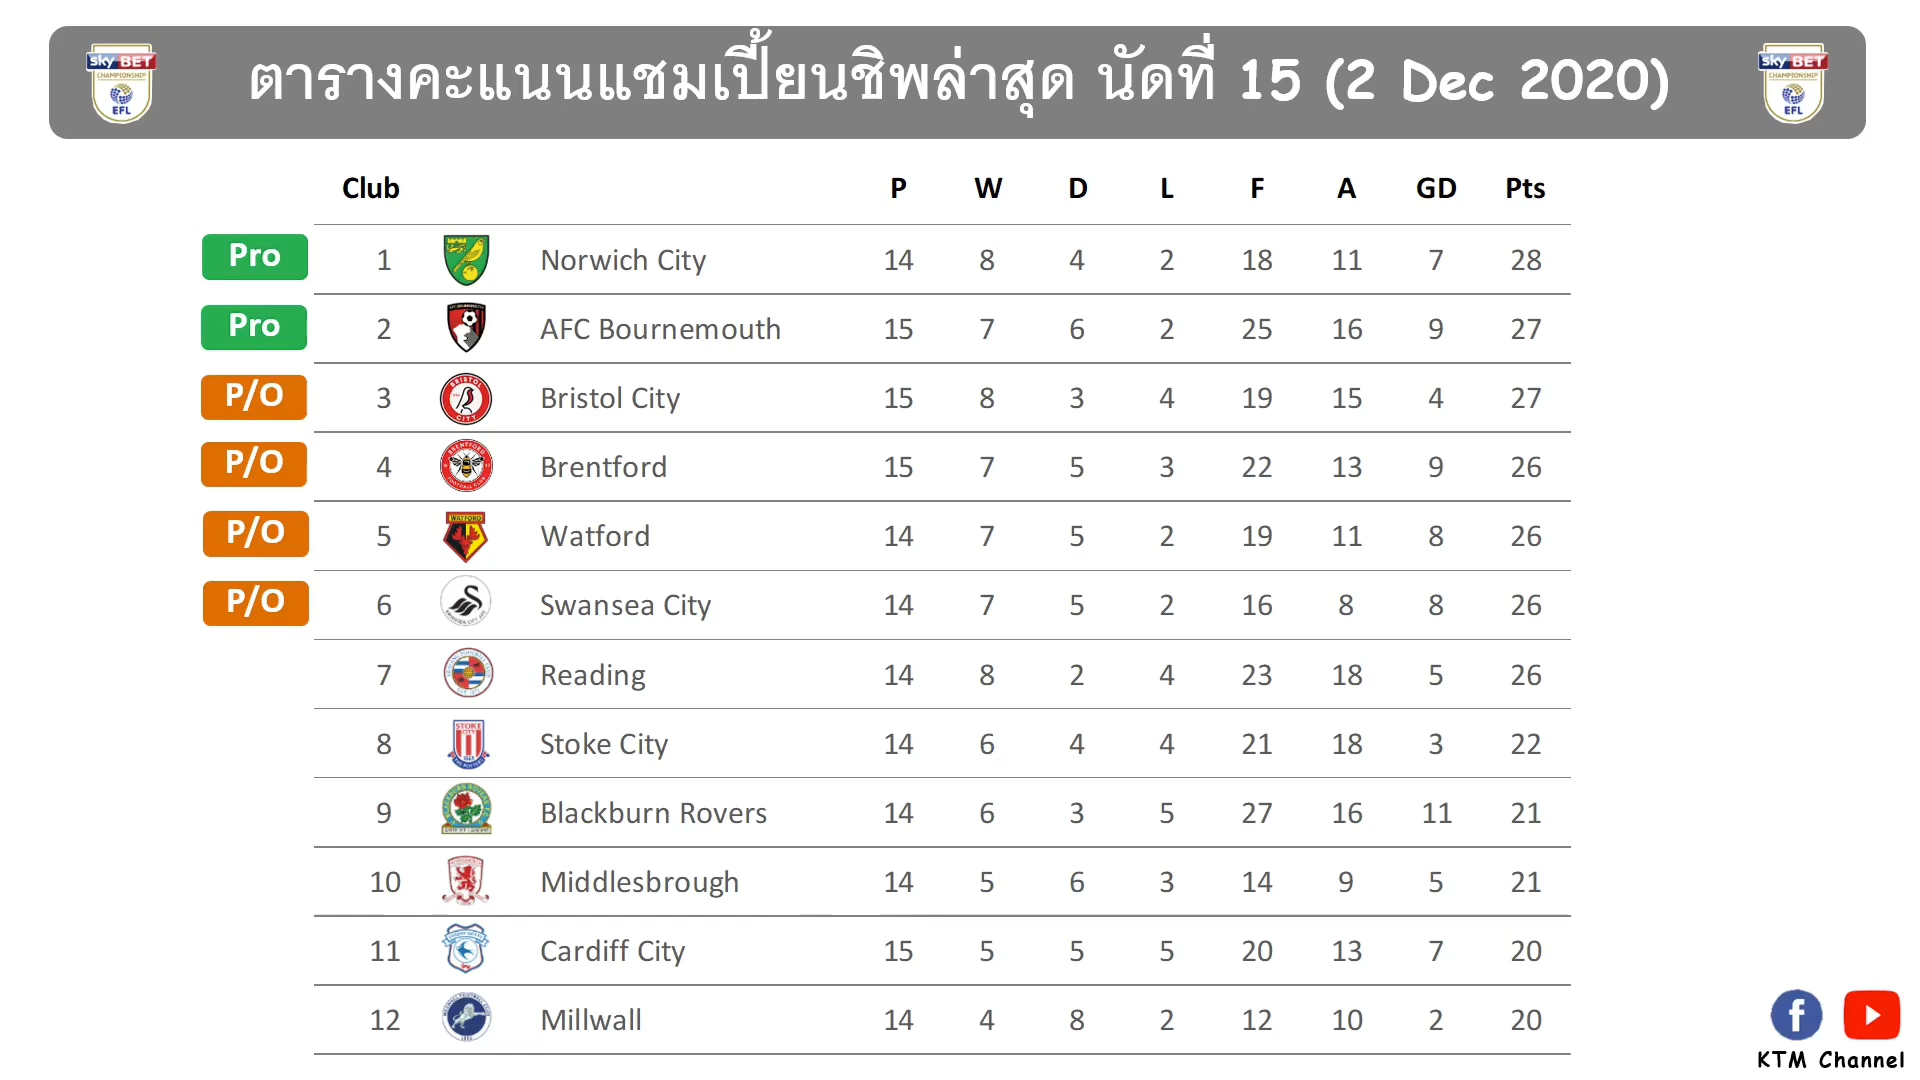 sky BET
CHAMPIONSHIP
EFL
ตารางคะแนนแชมเปี้ยนชิพล่าสุด นัดที่ 15 (2 Dec 2020)
sky BET
CHAMPIONSHIP
EFL
Club P W D L F A GD Pts
Pro 1 Norwich City 14 8 4 2 18 11 7 28
Pro 2 AFC Bournemouth 15 7 6 2 25 16 9 27
P/O 3 Bristol City 15 8 3 4 19 15 4 27
P/O 4 Brentford 15 7 5 3 22 13 9 26
P/O 5 Watford 14 7 5 2 19 11 8 26
P/O 6 Swansea City 14 7 5 2 16 8 8 26
7 Reading 14 8 2 4 23 18 5 26
8 Stoke City 14 6 4 4 21 18 3 22
9 Blackburn Rovers 14 6 3 5 27 16 11 21
10 Middlesbrough 14 5 6 3 14 9 5 21
11 Cardiff City 15 5 5 5 20 13 7 20
12 Millwall 14 4 8 2 12 10 2 20
KTM Channel